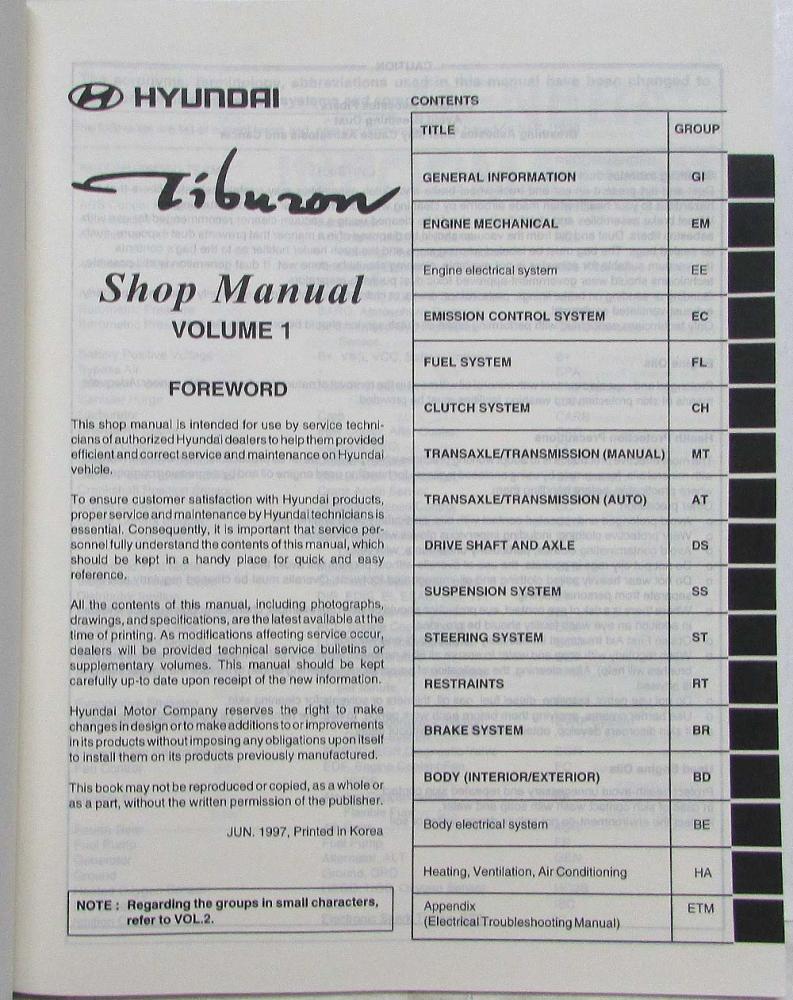 HYUNDAI
Tiburon
Shop Manual
VOLUME 1
FOREWORD
This shop manual is intended for use by service techni-
cians of authorized Hyundai dealers to help them provided
efficient and correct service and maintenance on Hyundai
vehicle.
To ensure customer satisfaction with Hyundai products,
proper service and maintenance by Hyundai technicians is
essential. Consequently, it is important that service per-
sonnel fully understand the contents of this manual, which
should be kept in a handy place for quick and easy
reference.
All the contents of this manual, including photographs,
drawings, and specifications, are the latest available at the
time of printing. As modifications affecting service occur,
dealers will be provided technical service bulletins or
supplementary volumes. This manual should be kept
carefully up-to date upon receipt of the new information.
Hyundai Motor Company reserves the right to make
changes in design or to make additions to or improvements
in its products without imposing any obligations upon itself
to install them on its products previously manufactured.
This book may not be reproduced or copied, as a whole or
as a part, without the written permission of the publisher.
JUN. 1997, Printed in Korea
NOTE : Regarding the groups in small characters,
refer to VOL.2.
CONTENTS
TITLE GROUP
GENERAL INFORMATION GI
ENGINE MECHANICAL EM
Engine electrical system EE
EMISSION CONTROL SYSTEM EC
FUEL SYSTEM FL
CLUTCH SYSTEM CH
TRANSAXLE/TRANSMISSION (MANUAL) MT
TRANSAXLE/TRANSMISSION (AUTO) AT
DRIVE SHAFT AND AXLE DS
SUSPENSION SYSTEM SS
STEERING SYSTEM ST
RESTRAINTS RT
BRAKE SYSTEM BR
BODY (INTERIOR/EXTERIOR) BD
Body electrical system BE
Heating, Ventilation, Air Conditioning HA
Appendix ETM
(Electrical Troubleshooting Manual)